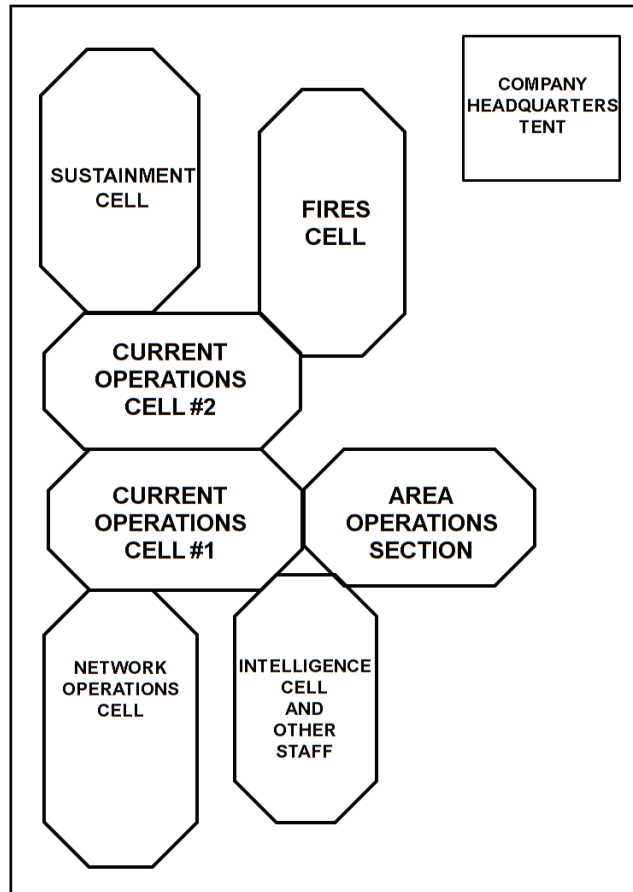 COMPANY
HEADQUARTERS
TENT
SUSTAINMENT
CELL
FIRES
CELL
CURRENT
OPERATIONS
CELL #2
CURRENT
OPERATIONS
CELL #1
AREA
OPERATIONS
SECTION
NETWORK
OPERATIONS
CELL
INTELLIGENCE
CELL
AND
OTHER
STAFF